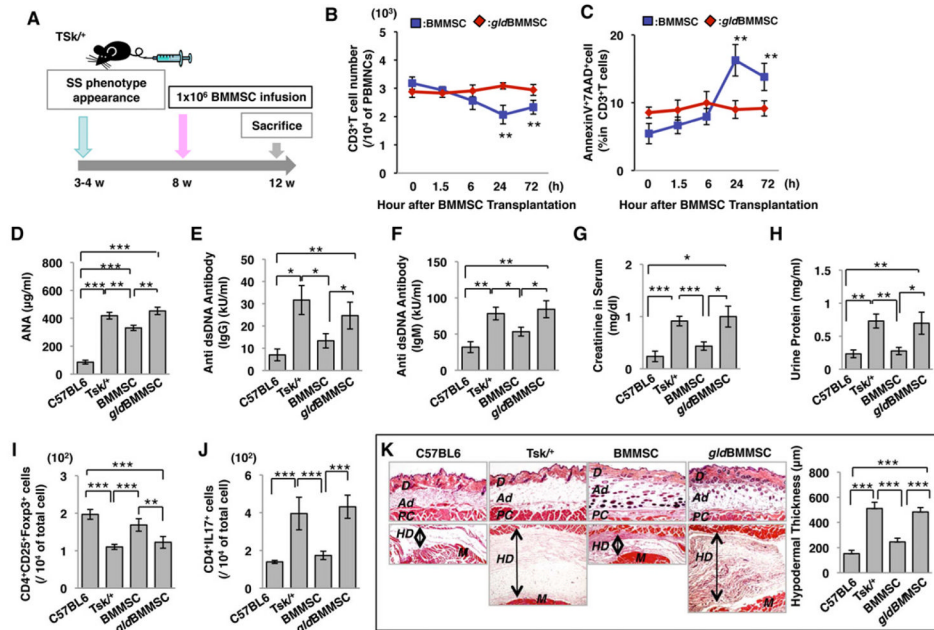 A
TSk/+
SS phenotype
appearance
1x10⁶ BMMSC infusion
Sacrifice
3-4 w
8 w
12 w
B
:BMMSC
:gldBMMSC
(10³)
CD3⁺T cell number
(/10⁴ of PBMNCs)
5
4
3
2
1
0
**
**
0
1.5
6
24
72
(h)
Hour after BMMSC Transplantation
C
:BMMSC
:gldBMMSC
AnnexinV⁺7AAD⁺cell
(%in CD3⁺T cells)
20
10
0
**
**
0
1.5
6
24
72
(h)
Hour after BMMSC Transplantation
D
ANA (μg/ml)
800
600
400
200
0
***
***
***
**
**
C57BL6
Tsk/+
BMMSC
gldBMMSC
E
Anti dsDNA Antibody
(IgG) (kU/ml)
50
40
30
20
10
0
**
*
*
*
C57BL6
Tsk/+
BMMSC
gldBMMSC
F
Anti dsDNA Antibody
(IgM) (kU/ml)
150
100
50
0
**
**
*
*
C57BL6
Tsk/+
BMMSC
gldBMMSC
G
Creatinine in Serum
(mg/dl)
2
1
0
*
***
***
*
C57BL6
Tsk/+
BMMSC
gldBMMSC
H
Urine Protein (mg/ml)
1.5
1
0.5
0
**
**
**
*
C57BL6
Tsk/+
BMMSC
gldBMMSC
I
(10²)
CD4⁺CD25⁺Foxp3⁺ cells
(/ 10⁴ of total cell)
3
2
1
0
***
***
***
**
C57BL6
Tsk/+
BMMSC
gldBMMSC
J
(10²)
CD4⁺IL17⁺ cells
(/ 10⁴ of total cell)
6
4
2
0
***
***
***
C57BL6
Tsk/+
BMMSC
gldBMMSC
K
C57BL6
Tsk/+
BMMSC
gldBMMSC
D
Ad
PC
D
Ad
PC
D
Ad
PC
D
Ad
PC
HD
M
HD
M
HD
M
HD
M
Hypodermal Thickness (μm)
800
600
400
200
0
***
***
***
***
C57BL6
Tsk/+
BMMSC
gldBMMSC